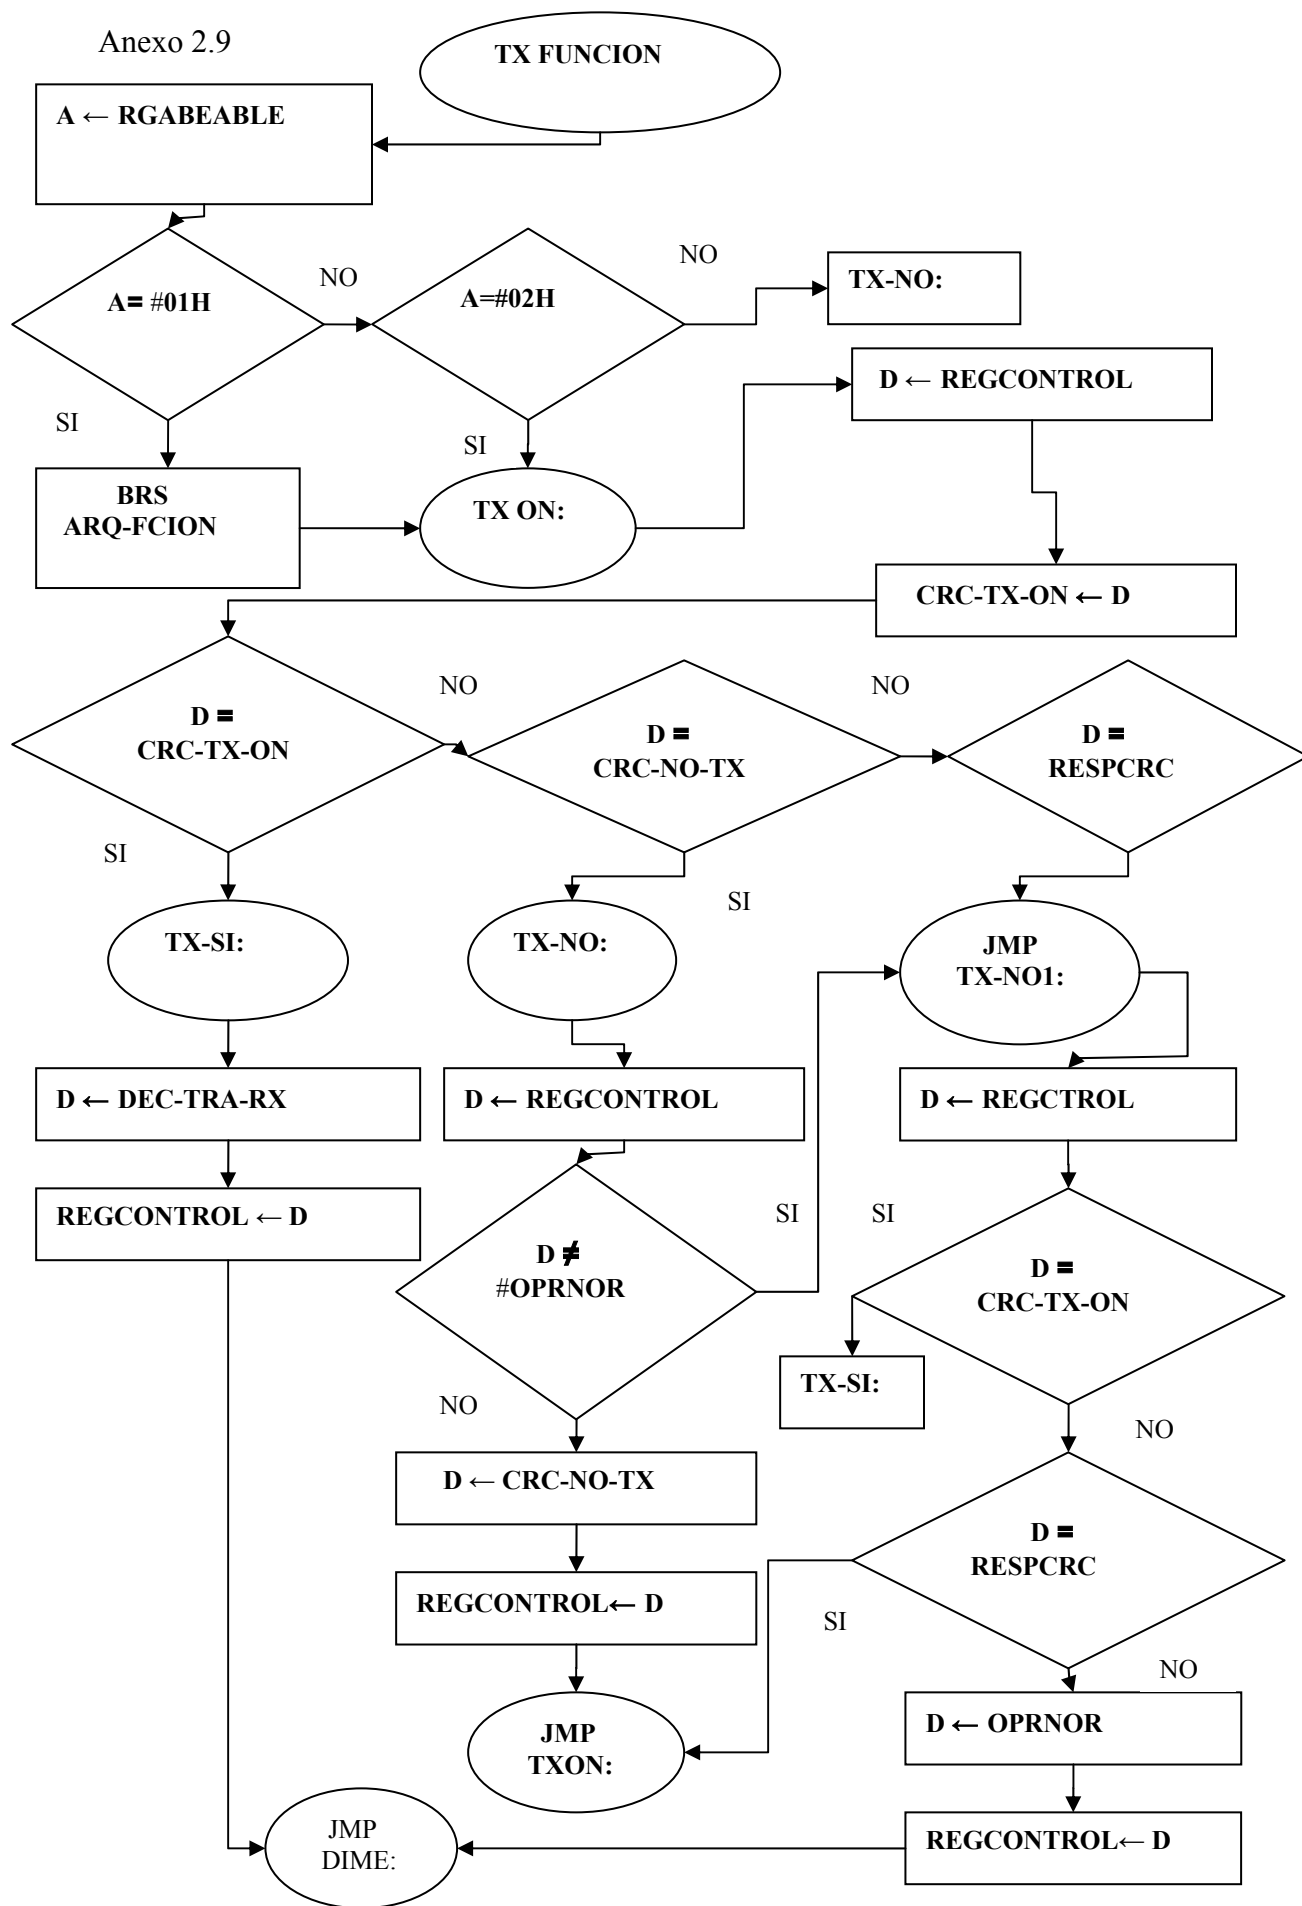 Anexo 2.9
TX FUNCION
A ← RGABEABLE
A= #01H
NO
A=#02H
NO
TX-NO:
D ← REGCONTROL
SI
SI
BRS
ARQ-FCION
TX ON:
CRC-TX-ON ← D
D =
CRC-TX-ON
NO
D =
CRC-NO-TX
NO
D =
RESPCRC
SI
SI
TX-SI:
TX-NO:
JMP
TX-NO1:
D ← DEC-TRA-RX
D ← REGCONTROL
D ← REGCTROL
REGCONTROL ← D
SI
SI
D ≠
#OPRNOR
D =
CRC-TX-ON
TX-SI:
NO
NO
D ← CRC-NO-TX
D =
RESPCRC
REGCONTROL← D
SI
NO
JMP
TXON:
D ← OPRNOR
JMP
DIME:
REGCONTROL← D